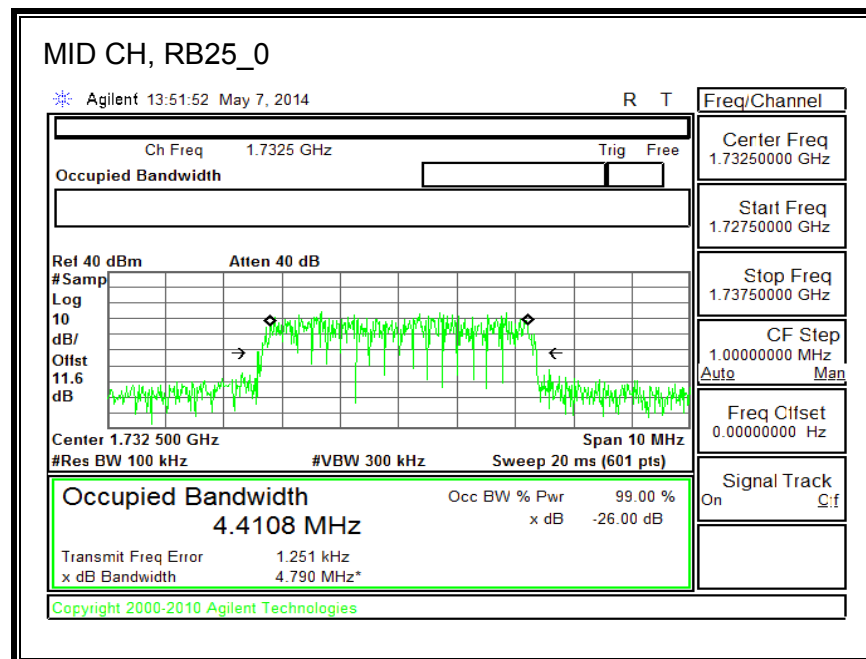 MID CH, RB25_0
Agilent 13:51:52 May 7, 2014 R T
Freq/Channel
Ch Freq 1.7325 GHz Trig Free
Occupied Bandwidth
Center Freq
1.73250000 GHz
Start Freq
1.72750000 GHz
Stop Freq
1.73750000 GHz
CF Step
1.00000000 MHz
Auto Man
Freq Offset
0.00000000 Hz
Signal Track
On Off
Ref 40 dBm Atten 40 dB
#Samp
Log
10
dB/
Offst
11.6
dB
Center 1.732 500 GHz Span 10 MHz
#Res BW 100 kHz #VBW 300 kHz Sweep 20 ms (601 pts)
Occupied Bandwidth Occ BW % Pwr 99.00 %
4.4108 MHz x dB -26.00 dB
Transmit Freq Error 1.251 kHz
x dB Bandwidth 4.790 MHz*
Copyright 2000-2010 Agilent Technologies